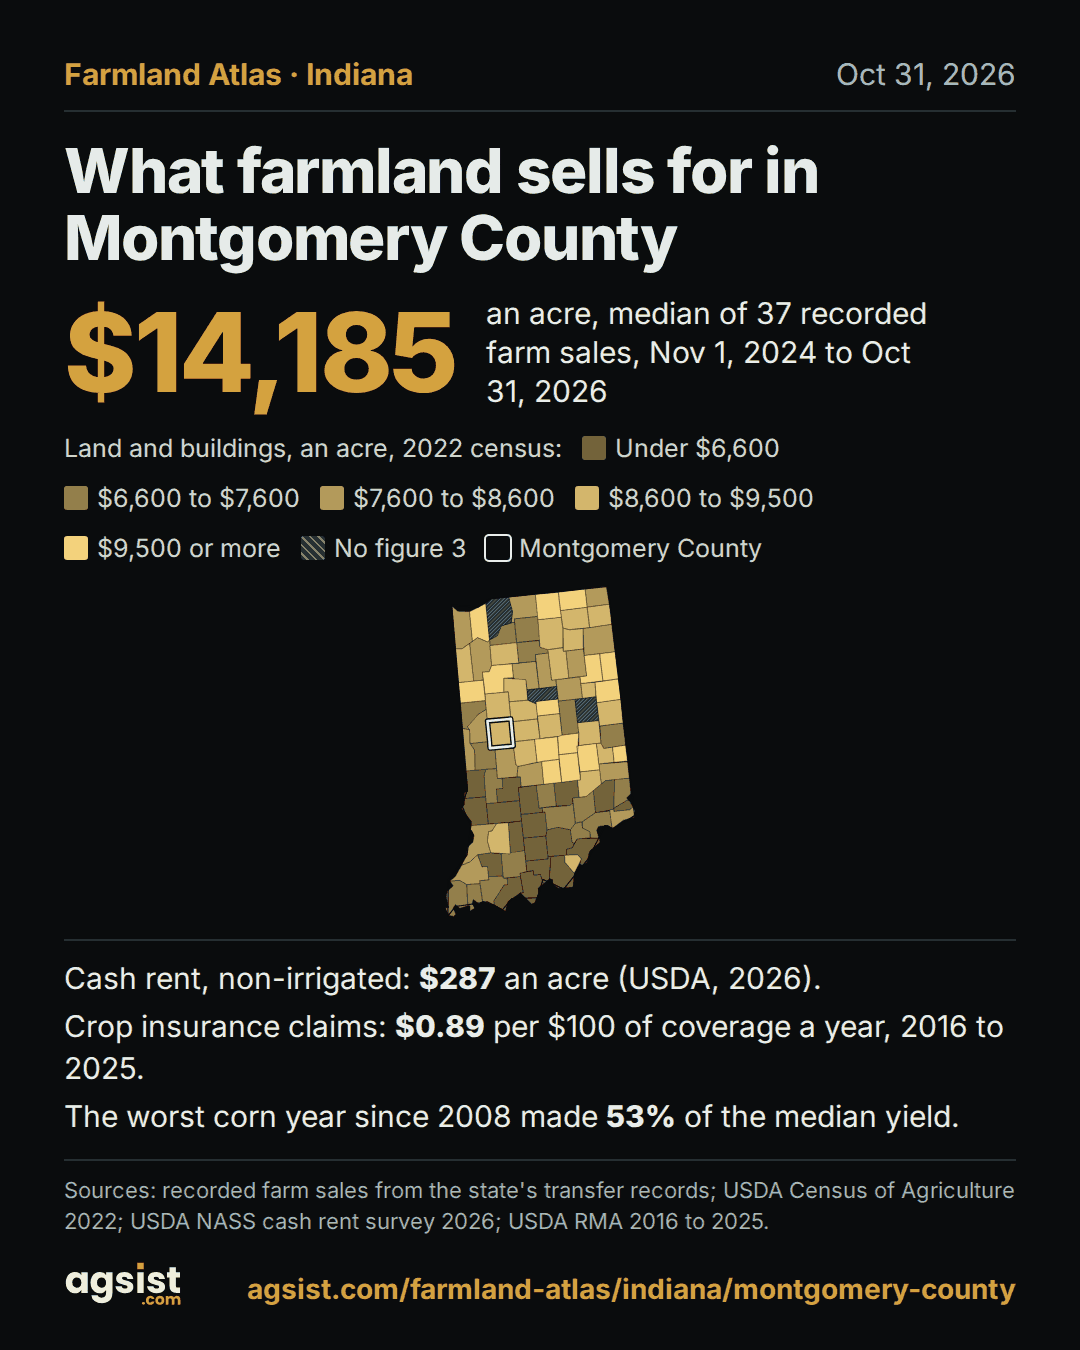 Farmland Atlas · Indiana
Oct 31, 2026
What farmland sells for in
Montgomery County
$14,185
an acre, median of 37 recorded
farm sales, Nov 1, 2024 to Oct
31, 2026
Land and buildings, an acre, 2022 census: Under $6,600
$6,600 to $7,600 $7,600 to $8,600 $8,600 to $9,500
$9,500 or more No figure 3 Montgomery County
Cash rent, non-irrigated: $287 an acre (USDA, 2026).
Crop insurance claims: $0.89 per $100 of coverage a year, 2016 to
2025.
The worst corn year since 2008 made 53% of the median yield.
Sources: recorded farm sales from the state's transfer records; USDA Census of Agriculture
2022; USDA NASS cash rent survey 2026; USDA RMA 2016 to 2025.
agsist
.com
agsist.com/farmland-atlas/indiana/montgomery-county